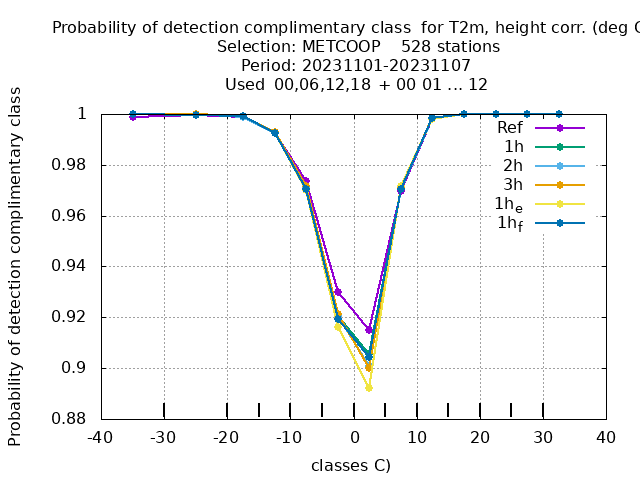 Probability of detection complimentary class for T2m, height corr. (deg C
Selection: METCOOP 528 stations
Period: 20231101-20231107
Used 00,06,12,18 + 00 01 ... 12
Probability of detection complimentary class
1
0.98
0.96
0.94
0.92
0.9
0.88
Ref
1h
2h
3h
1he
1hf
-40 -30 -20 -10 0 10 20 30 40
classes C)